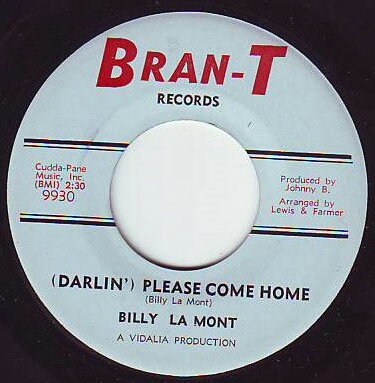 BRAN-T
RECORDS
Cudda-Pane
Music, Inc.
(BMI) 2:30
9930
Produced by
Johnny B.
Arranged by
Lewis & Farmer
(DARLIN') PLEASE COME HOME
(Billy La Mont)
BILLY LA MONT
A VIDALIA PRODUCTION